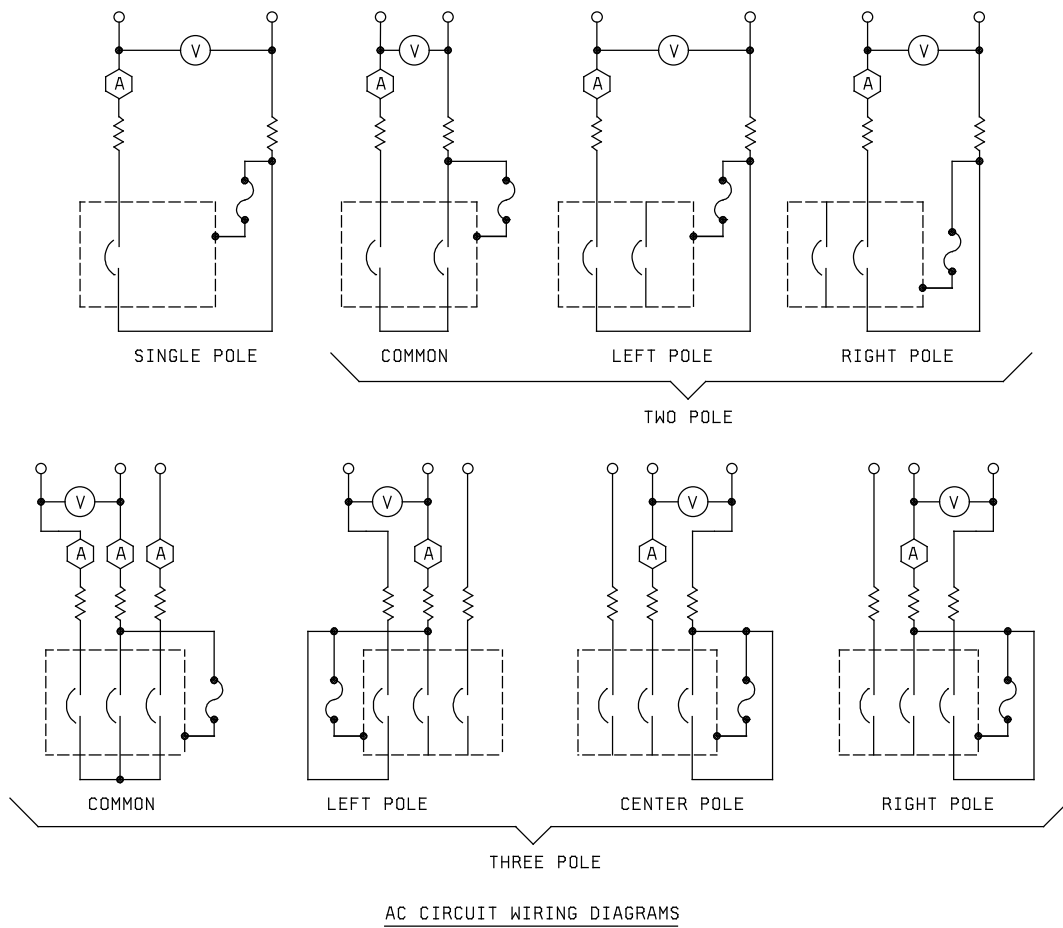 V V V V
A A A A
SINGLE POLE COMMON LEFT POLE RIGHT POLE
TWO POLE
V V V V
A A A A A A
COMMON LEFT POLE CENTER POLE RIGHT POLE
THREE POLE
AC CIRCUIT WIRING DIAGRAMS